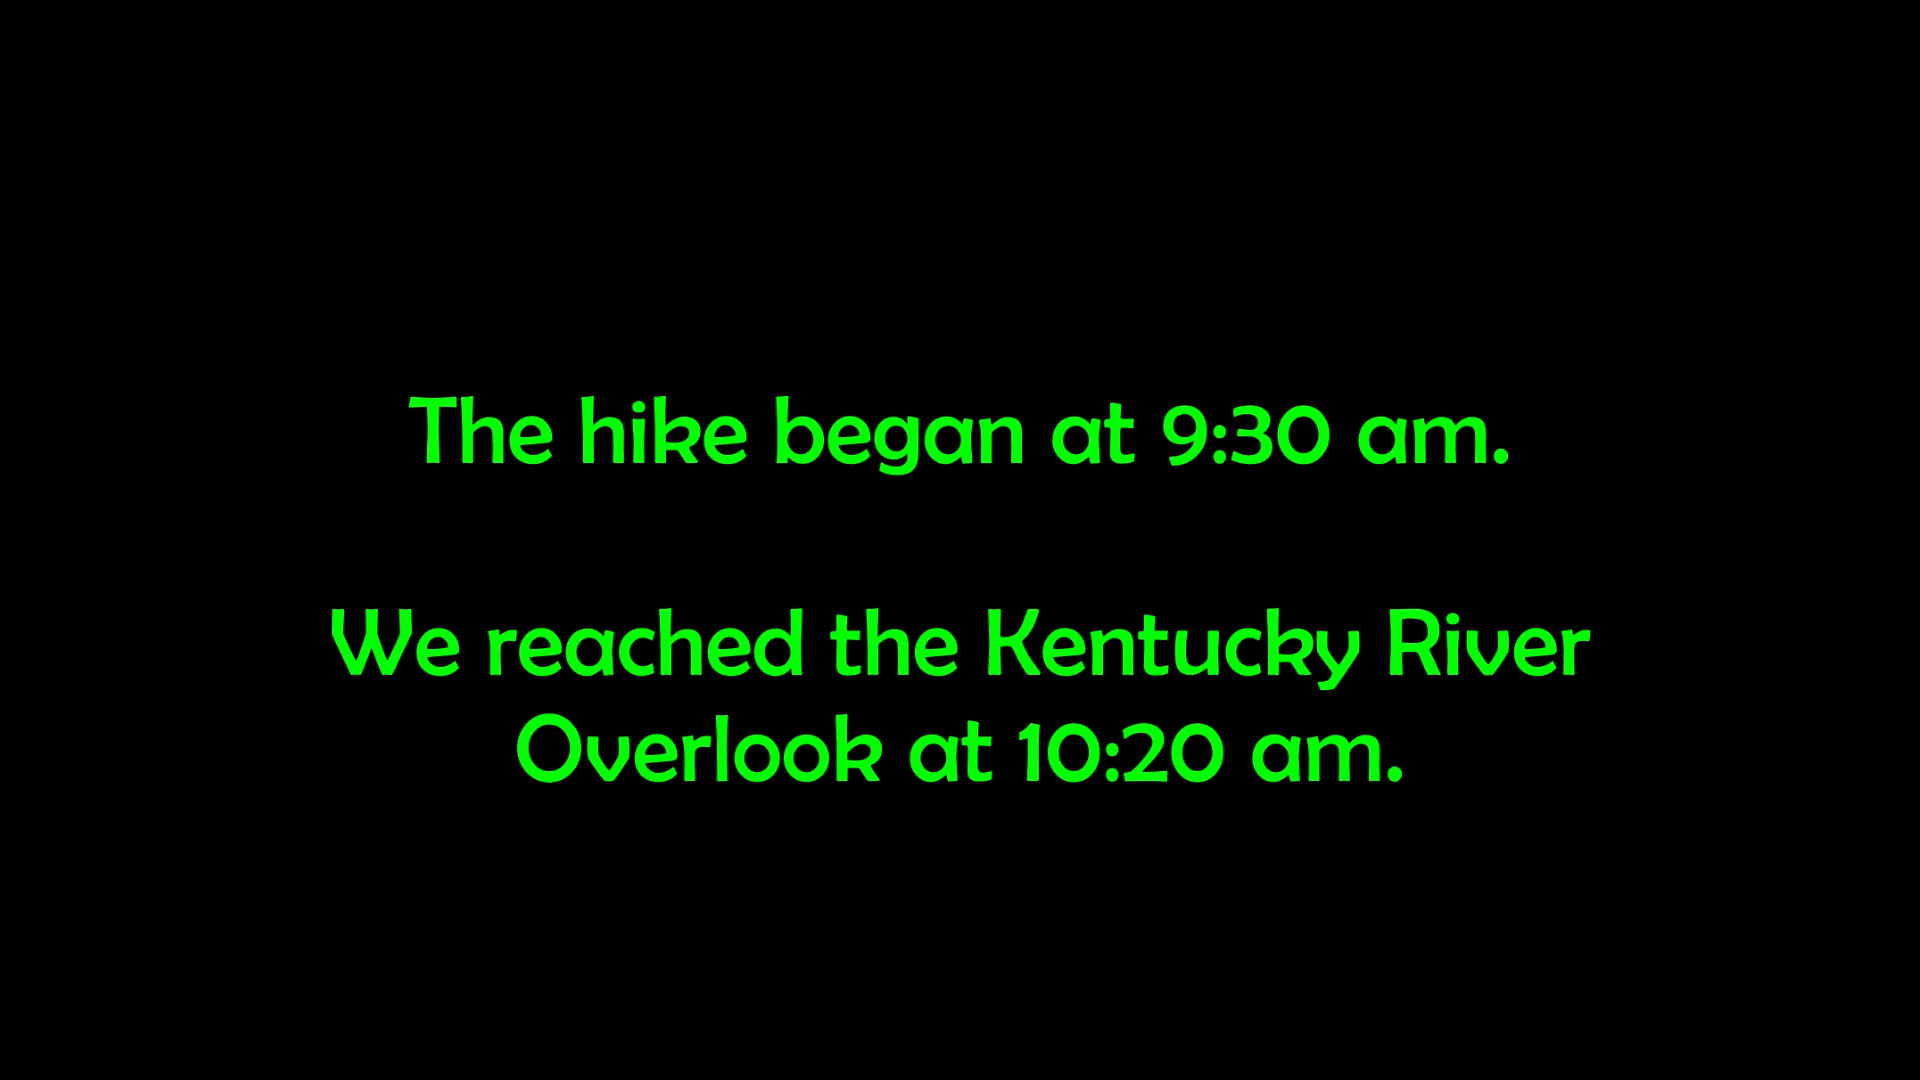 The hike began at 9:30 am.
We reached the Kentucky River
Overlook at 10:20 am.